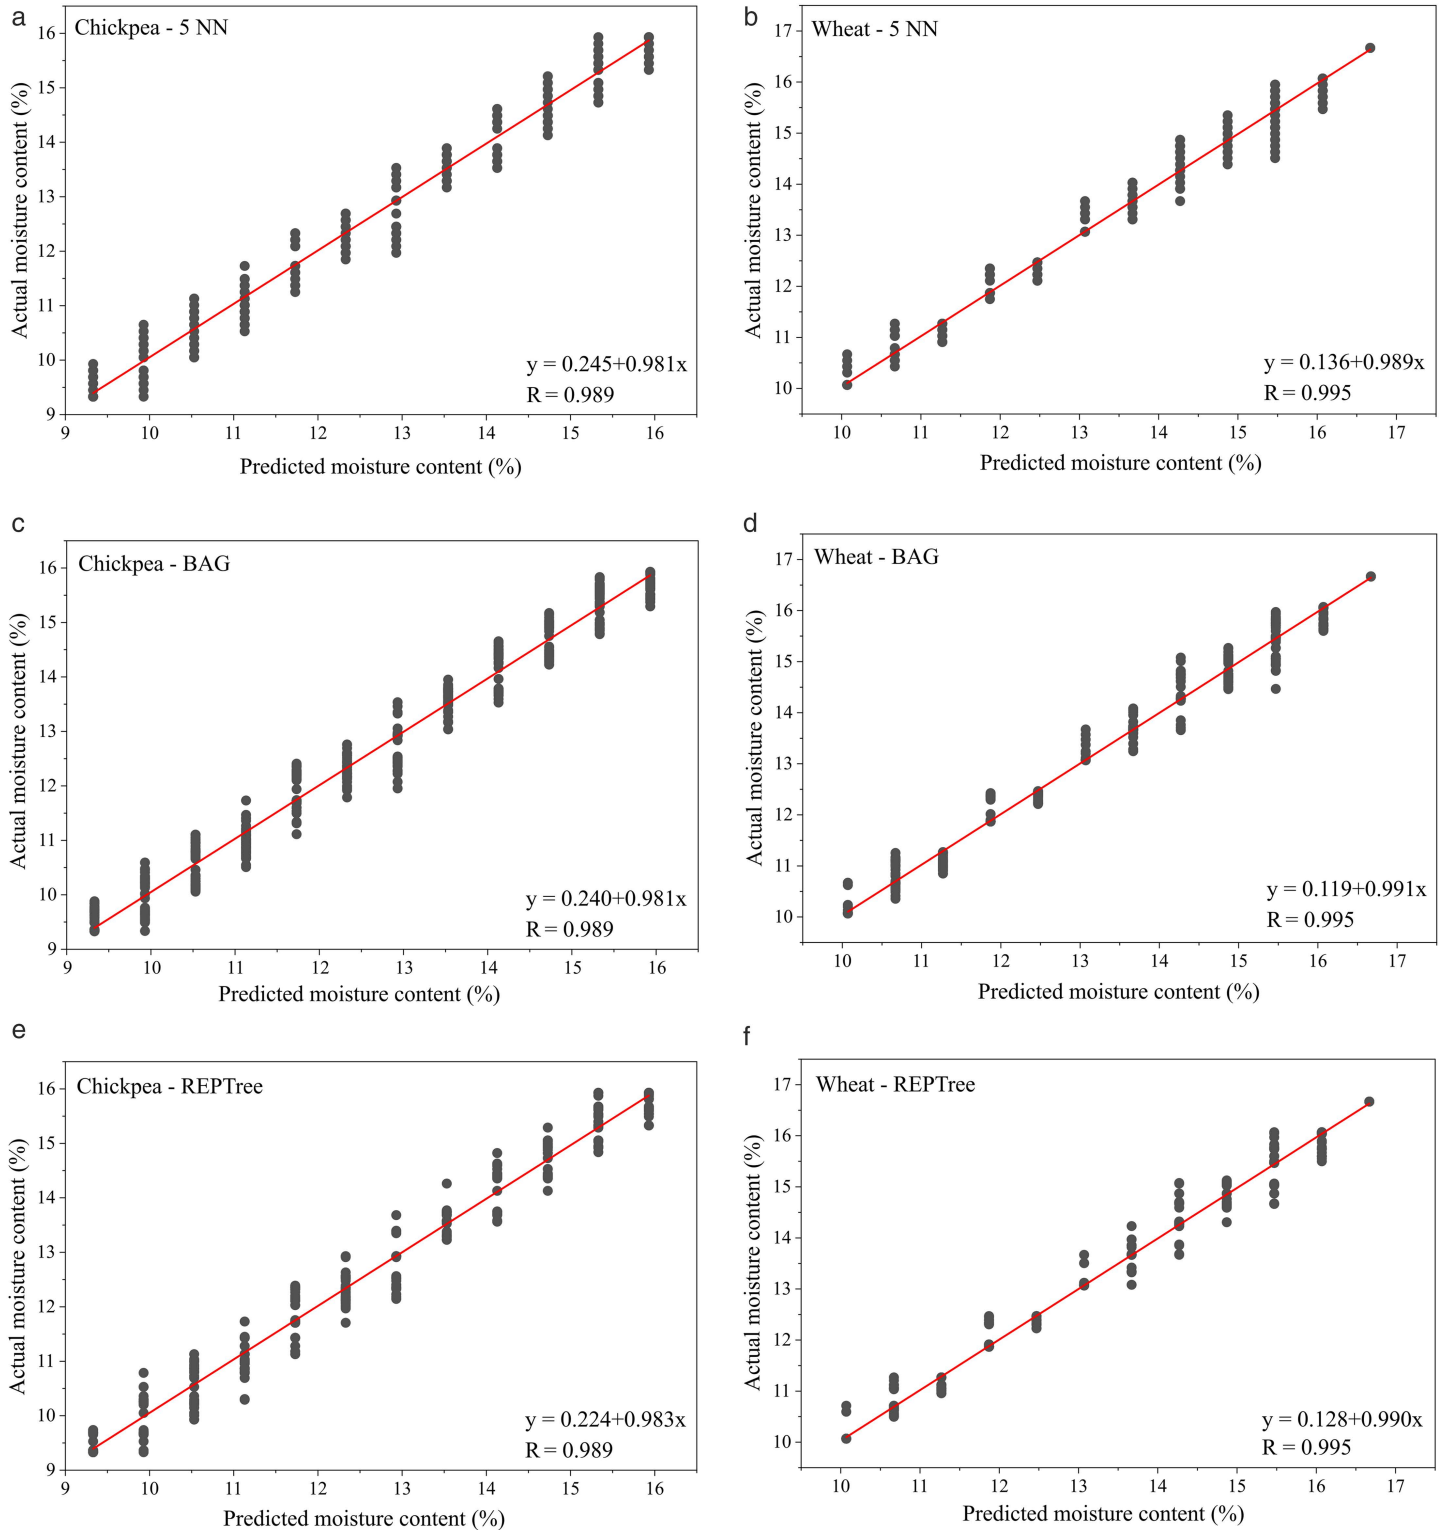 a
Chickpea - 5 NN
16
15
14
13
12
11
10
9
Actual moisture content (%)
y = 0.245+0.981x
R = 0.989
9 10 11 12 13 14 15 16
Predicted moisture content (%)
b
Wheat - 5 NN
17
16
15
14
13
12
11
10
Actual moisture content (%)
y = 0.136+0.989x
R = 0.995
10 11 12 13 14 15 16 17
Predicted moisture content (%)
c
Chickpea - BAG
16
15
14
13
12
11
10
9
Actual moisture content (%)
y = 0.240+0.981x
R = 0.989
9 10 11 12 13 14 15 16
Predicted moisture content (%)
d
Wheat - BAG
17
16
15
14
13
12
11
10
Actual moisture content (%)
y = 0.119+0.991x
R = 0.995
10 11 12 13 14 15 16 17
Predicted moisture content (%)
e
Chickpea - REPTree
16
15
14
13
12
11
10
9
Actual moisture content (%)
y = 0.224+0.983x
R = 0.989
9 10 11 12 13 14 15 16
Predicted moisture content (%)
f
Wheat - REPTree
17
16
15
14
13
12
11
10
Actual moisture content (%)
y = 0.128+0.990x
R = 0.995
10 11 12 13 14 15 16 17
Predicted moisture content (%)